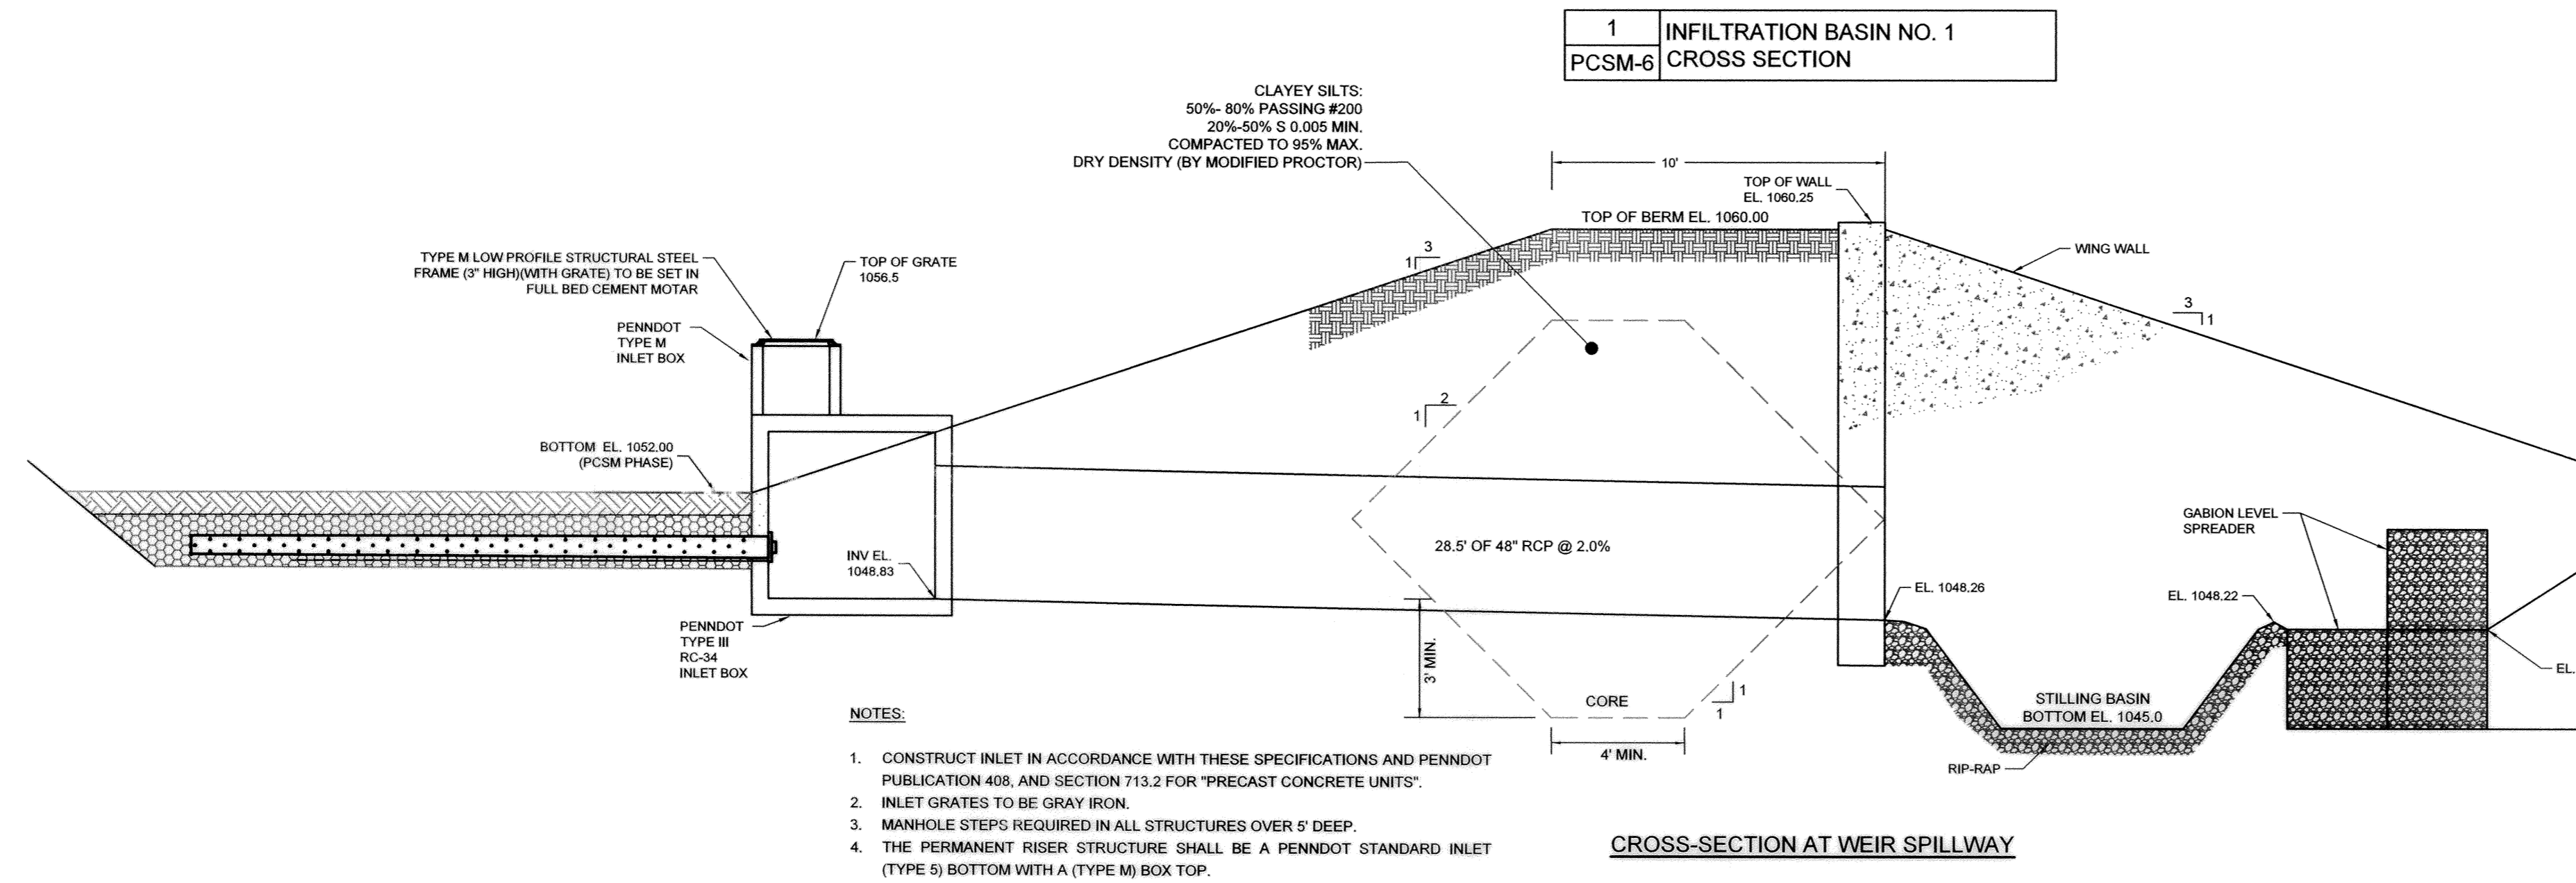 1
INFILTRATION BASIN NO. 1
PCSM-6
CROSS SECTION
CLAYEY SILTS:
50%- 80% PASSING #200
20%-50% S 0.005 MIN.
COMPACTED TO 95% MAX.
DRY DENSITY (BY MODIFIED PROCTOR)
10'
TOP OF WALL
EL. 1060.25
TOP OF BERM EL. 1060.00
WING WALL
3
1
3
1
TYPE M LOW PROFILE STRUCTURAL STEEL
FRAME (3" HIGH)(WITH GRATE) TO BE SET IN
FULL BED CEMENT MOTAR
TOP OF GRATE
1056.5
PENNDOT
TYPE M
INLET BOX
2
1
BOTTOM EL. 1052.00
(PCSM PHASE)
INV EL.
1048.83
28.5' OF 48" RCP @ 2.0%
GABION LEVEL
SPREADER
EL. 1048.26
EL. 1048.22
PENNDOT
TYPE III
RC-34
INLET BOX
3' MIN.
CORE
1
1
4' MIN.
STILLING BASIN
BOTTOM EL. 1045.0
RIP-RAP
EL.
NOTES:
1. CONSTRUCT INLET IN ACCORDANCE WITH THESE SPECIFICATIONS AND PENNDOT
PUBLICATION 408, AND SECTION 713.2 FOR "PRECAST CONCRETE UNITS".
2. INLET GRATES TO BE GRAY IRON.
3. MANHOLE STEPS REQUIRED IN ALL STRUCTURES OVER 5' DEEP.
4. THE PERMANENT RISER STRUCTURE SHALL BE A PENNDOT STANDARD INLET
(TYPE 5) BOTTOM WITH A (TYPE M) BOX TOP.
CROSS-SECTION AT WEIR SPILLWAY